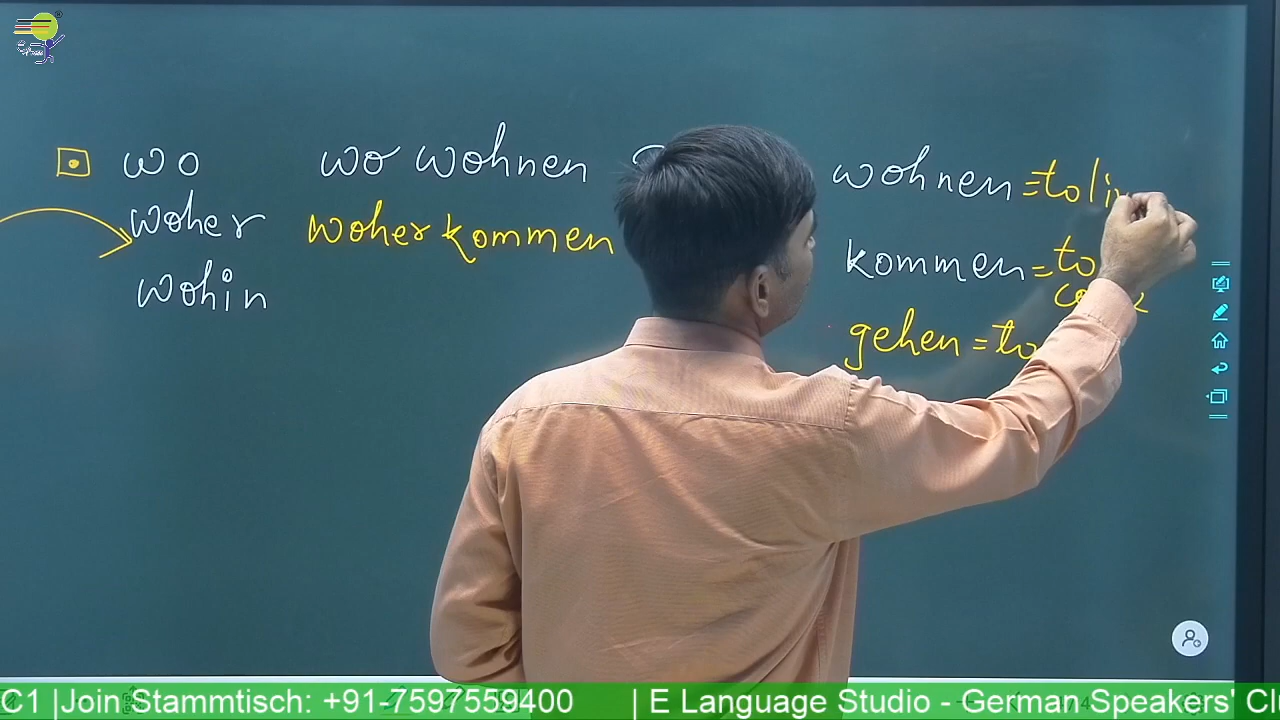 wo wo wohnen wohnen = to
woher woher kommen kommen = to
wohin gehen = to
C1 |Join Stammtisch: +91-7597559400 | E Language Studio - German Speakers' Cl